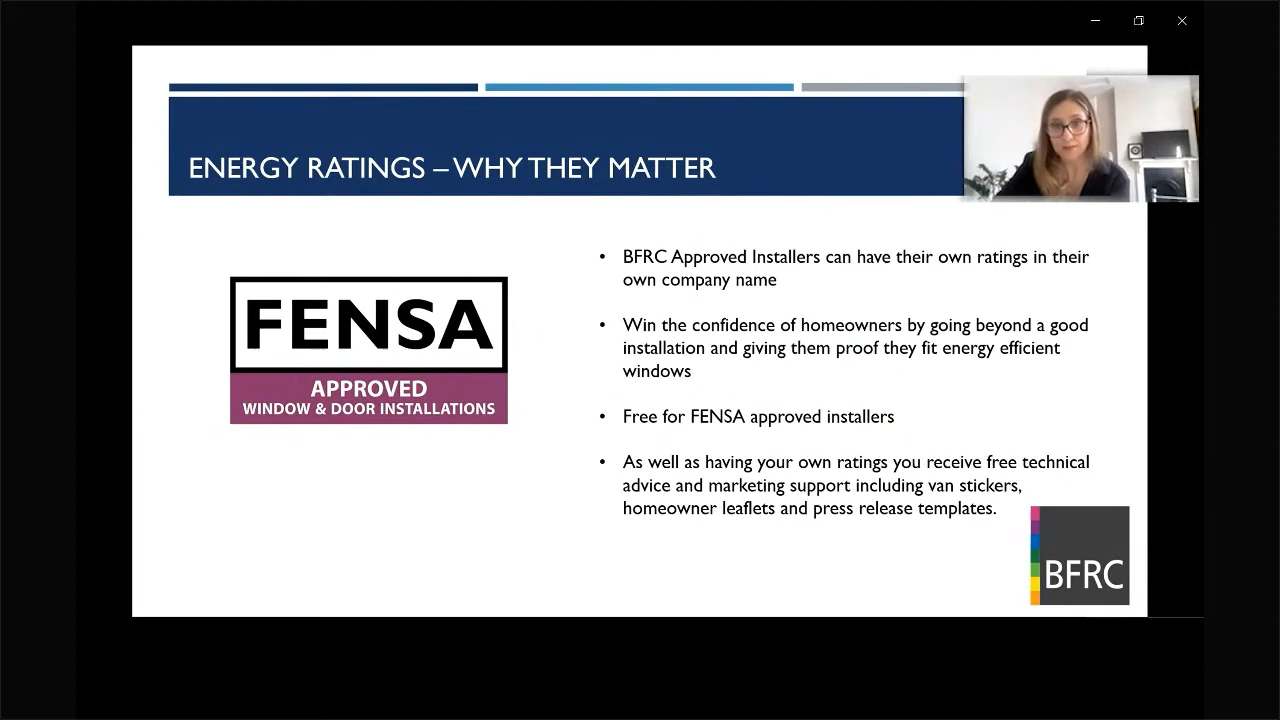 ENERGY RATINGS – WHY THEY MATTER
FENSA
APPROVED
WINDOW & DOOR INSTALLATIONS
• BFRC Approved Installers can have their own ratings in their
own company name
• Win the confidence of homeowners by going beyond a good
installation and giving them proof they fit energy efficient
windows
• Free for FENSA approved installers
• As well as having your own ratings you receive free technical
advice and marketing support including van stickers,
homeowner leaflets and press release templates.
BFRC